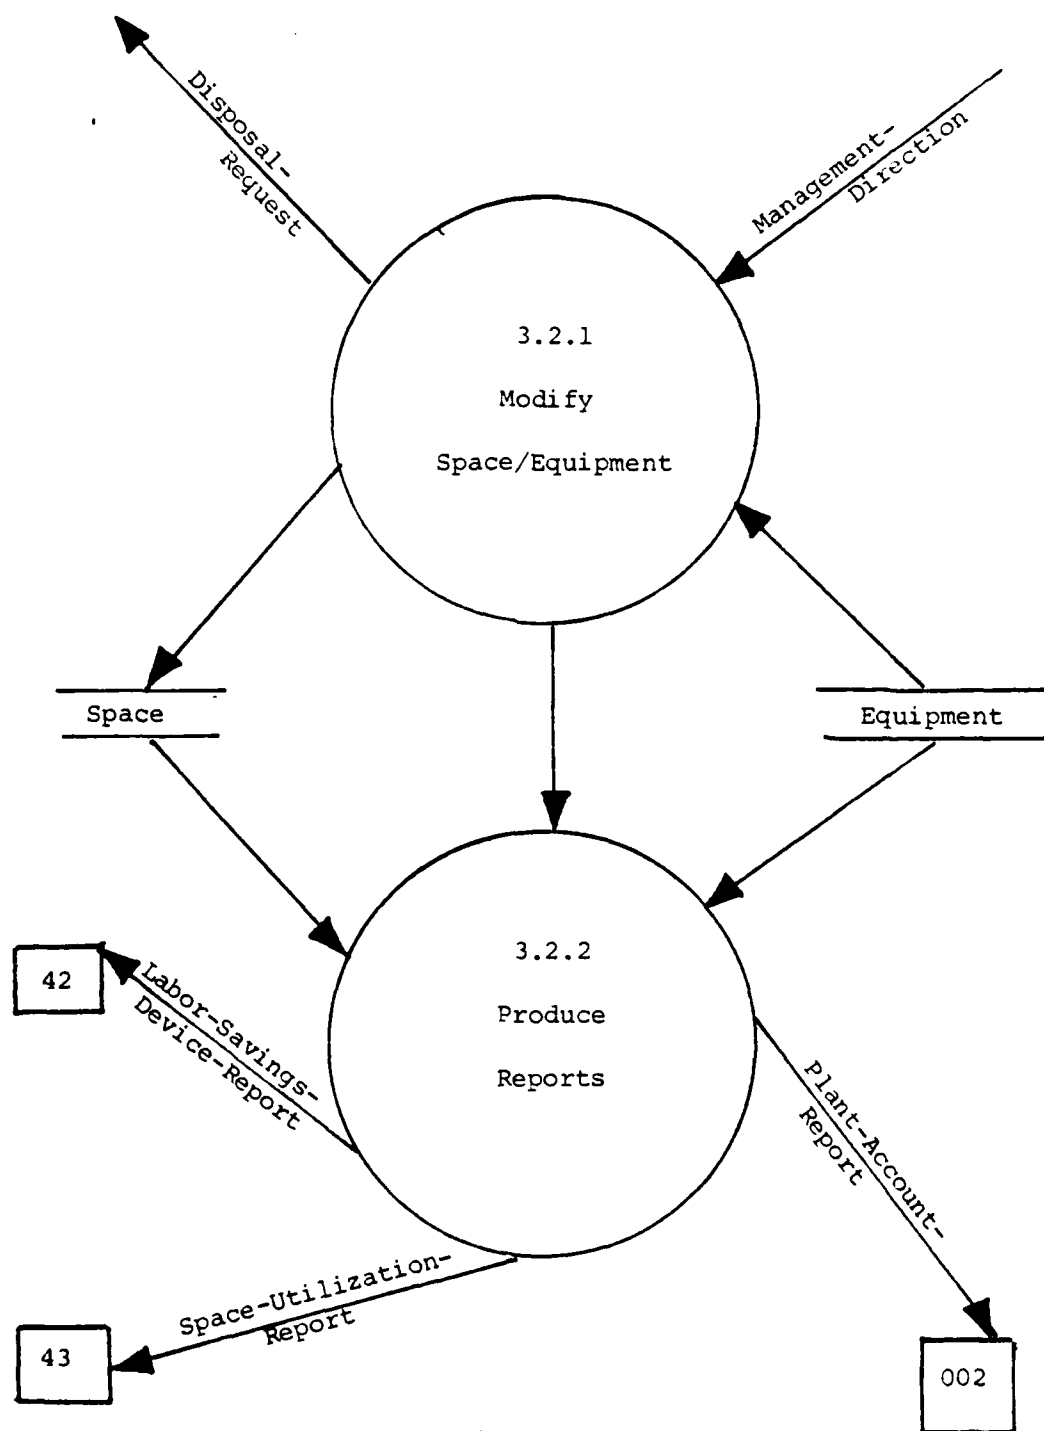 Disposal-
Request
Management-
Direction
3.2.1
Modify
Space/Equipment
Space
Equipment
3.2.2
Produce
Reports
42
Labor-Savings-
Device-Report
Plant-Account-
Report
Space-Utilization-
Report
43
002